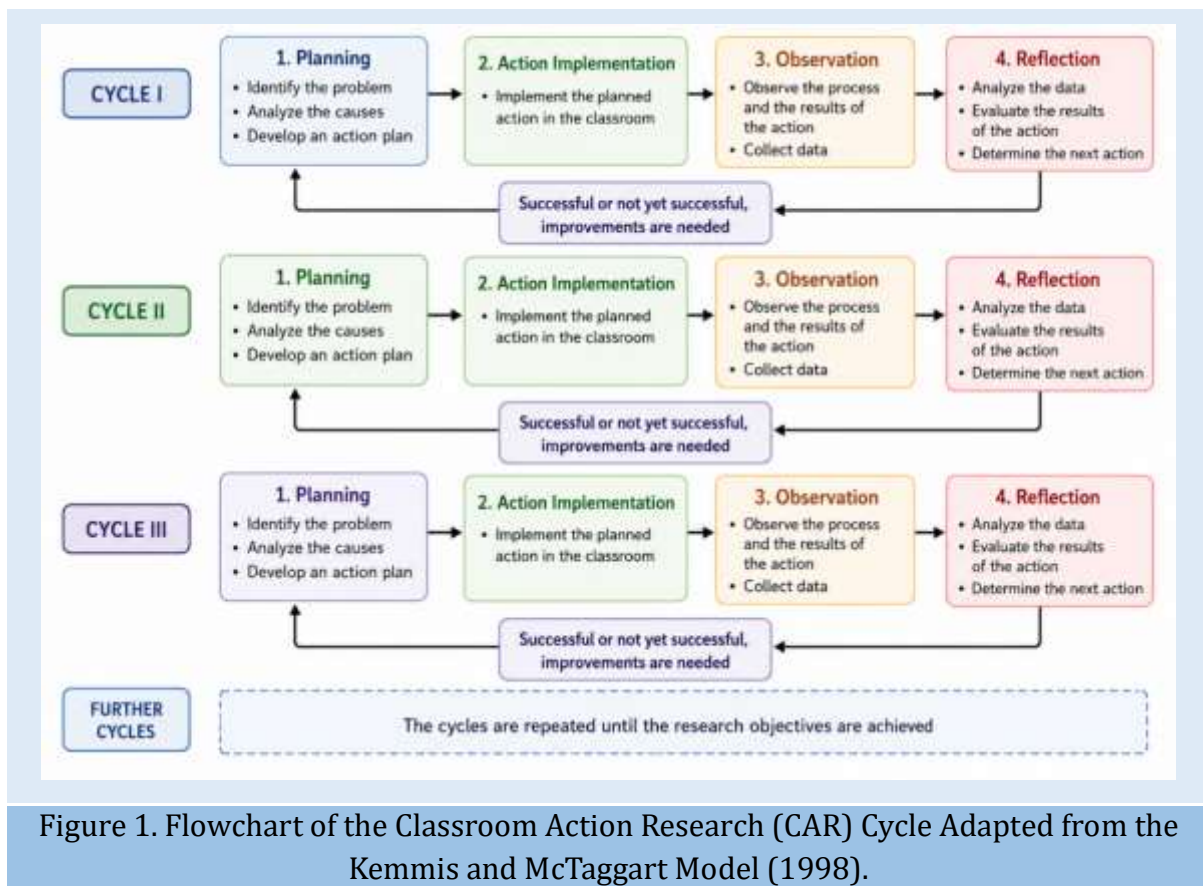 CYCLE I
1. Planning
• Identify the problem
• Analyze the causes
• Develop an action plan
2. Action Implementation
• Implement the planned
action in the classroom
3. Observation
• Observe the process
and the results of
the action
• Collect data
4. Reflection
• Analyze the data
• Evaluate the results
of the action
• Determine the next action
Successful or not yet successful,
improvements are needed
CYCLE II
1. Planning
• Identify the problem
• Analyze the causes
• Develop an action plan
2. Action Implementation
• Implement the planned
action in the classroom
3. Observation
• Observe the process
and the results of
the action
• Collect data
4. Reflection
• Analyze the data
• Evaluate the results
of the action
• Determine the next action
Successful or not yet successful,
improvements are needed
CYCLE III
1. Planning
• Identify the problem
• Analyze the causes
• Develop an action plan
2. Action Implementation
• Implement the planned
action in the classroom
3. Observation
• Observe the process
and the results of
the action
• Collect data
4. Reflection
• Analyze the data
• Evaluate the results
of the action
• Determine the next action
Successful or not yet successful,
improvements are needed
FURTHER
CYCLES
The cycles are repeated until the research objectives are achieved
Figure 1. Flowchart of the Classroom Action Research (CAR) Cycle Adapted from the
Kemmis and McTaggart Model (1998).